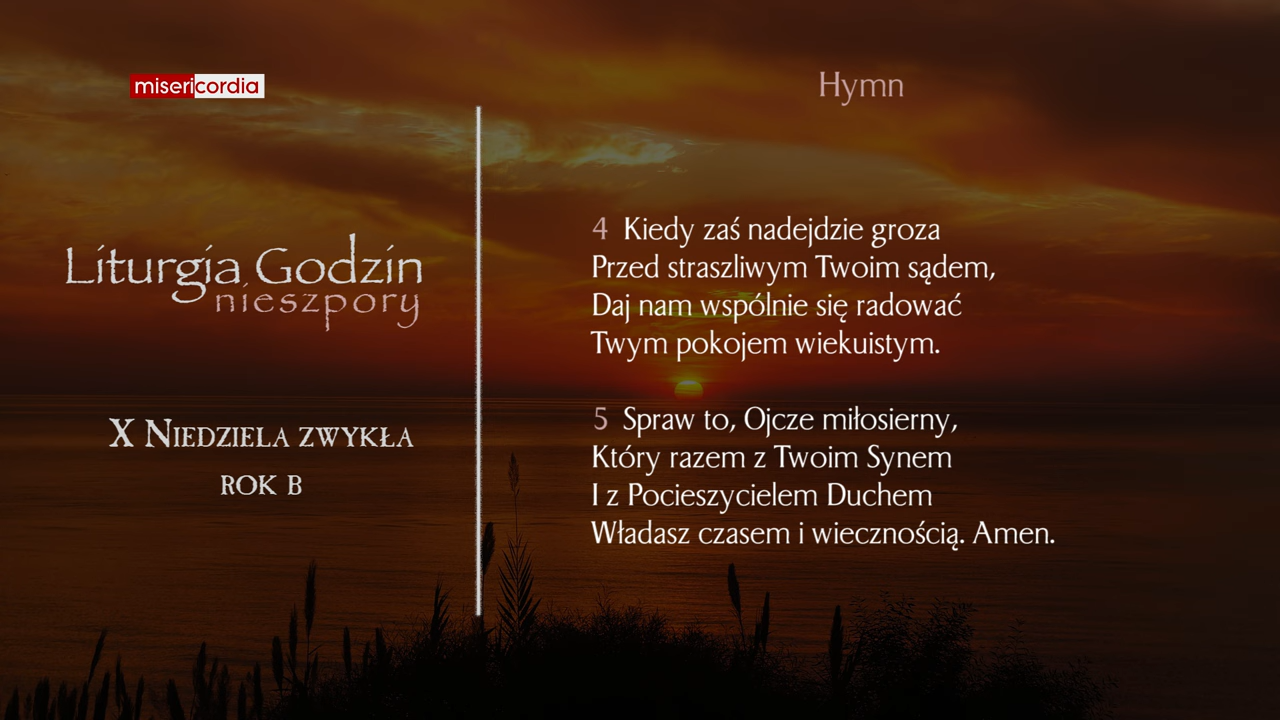 misericordia
Liturgia Godzin
nieszpory
X Niedziela zwykła
rok B
Hymn
4 Kiedy zaś nadejdzie groza
Przed straszliwym Twoim sądem,
Daj nam wspólnie się radować
Twym pokojem wiekuistym.
5 Spraw to, Ojcze miłosierny,
Który razem z Twoim Synem
I z Pocieszycielem Duchem
Władasz czasem i wiecznością. Amen.